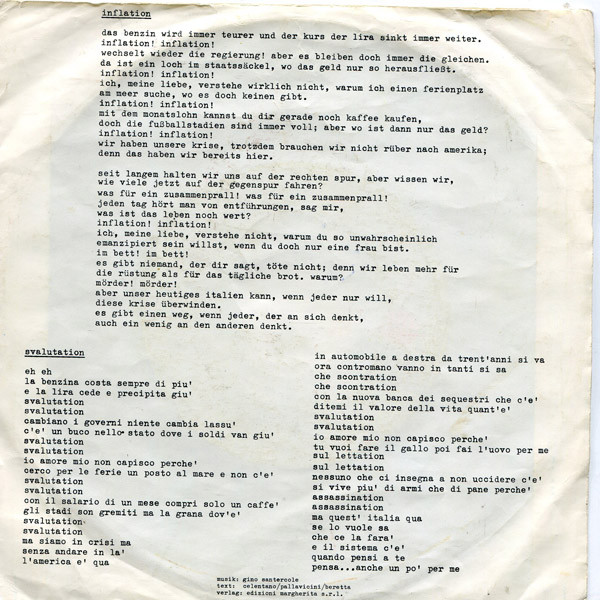 inflation
das benzin wird immer teurer und der kurs der lira sinkt immer weiter.
inflation! inflation!
wechselt wieder die regierung! aber es bleiben doch immer die gleichen.
da ist ein loch im staatssäckel, wo das geld nur so herausfließt.
inflation! inflation!
ich, meine liebe, verstehe wirklich nicht, warum ich einen ferienplatz
am meer suche, wo es doch keinen gibt.
inflation! inflation!
mit dem monatslohn kannst du dir gerade noch kaffee kaufen,
doch die fußballstadien sind immer voll; aber wo ist dann nur das geld?
inflation! inflation!
wir haben unsere krise, trotzdem brauchen wir nicht rüber nach amerika;
denn das haben wir bereits hier.
seit langem halten wir uns auf der rechten spur, aber wissen wir,
wie viele jetzt auf der gegenspur fahren?
was für ein zusammenprall! was für ein zusammenprall!
jeden tag hört man von entführungen, sag mir,
was ist das leben noch wert?
inflation! inflation!
ich, meine liebe, verstehe nicht, warum du so unwahrscheinlich
emanzipiert sein willst, wenn du doch nur eine frau bist.
im bett! im bett!
es gibt niemand, der dir sagt, töte nicht; denn wir leben mehr für
die rüstung als für das tägliche brot. warum?
mörder! mörder!
aber unser heutiges italien kann, wenn jeder nur will,
diese krise überwinden.
es gibt einen weg, wenn jeder, der an sich denkt,
auch ein wenig an den anderen denkt.
svalutation
eh eh
la benzina costa sempre di piu'
e la lira cede e precipita giu'
svalutation
svalutation
cambiano i governi niente cambia lassu'
c'e' un buco nello stato dove i soldi van giu'
svalutation
svalutation
io amore mio non capisco perche'
cerco per le ferie un posto al mare e non c'e'
svalutation
svalutation
con il salario di un mese compri solo un caffe'
gli stadi son gremiti ma la grana dov'e'
svalutation
svalutation
ma siamo in crisi ma
senza andare in la'
l'america e' qua
in automobile a destra da trent'anni si va
ora contromano vanno in tanti si sa
che scontration
che scontration
con la nuova banca dei sequestri che c'e'
ditemi il valore della vita quant'e'
svalutation
svalutation
io amore mio non capisco perche'
tu vuoi fare il gallo poi fai l'uovo per me
sul lettation
sul lettation
nessuno che ci insegna a non uccidere c'e'
si vive piu' di armi che di pane perche'
assassination
assassination
ma quest' italia qua
se lo vuole sa
che ce la fara'
e il sistema c'e'
quando pensi a te
pensa...anche un po' per me
musik: gino santercole
text: celentano/pallavicini/beretta
verlag: edizioni margherita s.r.l.